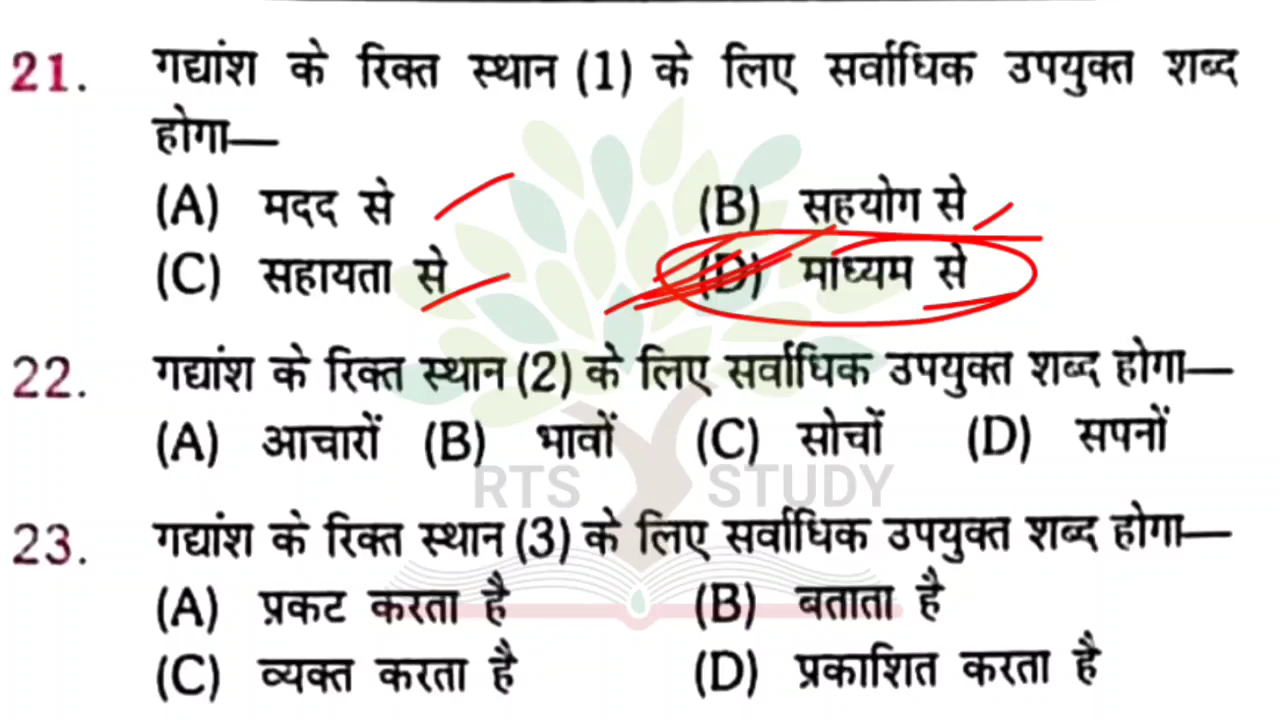 21. गद्यांश के रिक्त स्थान (1) के लिए सर्वाधिक उपयुक्त शब्द
होगा—
(A) मदद से (B) सहयोग से
(C) सहायता से (D) माध्यम से
22. गद्यांश के रिक्त स्थान (2) के लिए सर्वाधिक उपयुक्त शब्द होगा—
(A) आचारों (B) भावों (C) सोचों (D) सपनों
RTS STUDY
23. गद्यांश के रिक्त स्थान (3) के लिए सर्वाधिक उपयुक्त शब्द होगा—
(A) प्रकट करता है (B) बताता है
(C) व्यक्त करता है (D) प्रकाशित करता है